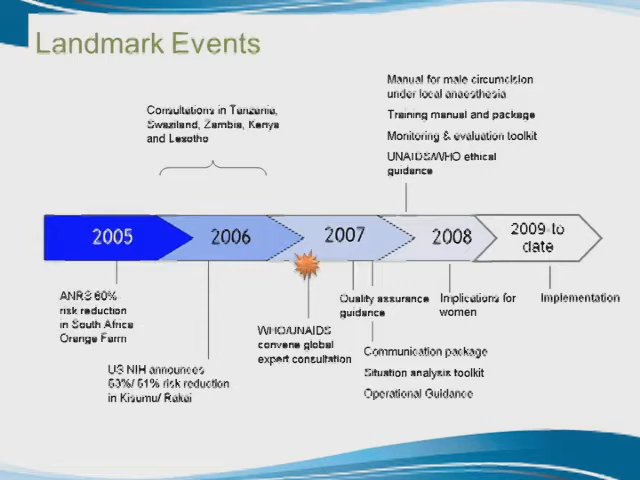 Landmark Events
Manual for male circumcision
under local anaesthesia
Training manual and package
Monitoring & evaluation toolkit
UNAIDS/WHO ethical
guidance
Consultations in Tanzania,
Swaziland, Zambia, Kenya
and Lesotho
2005
2006
2007
2008
2009-to
date
ANRS 60%
risk reduction
in South Africa
Orange Farm
US NIH announces
53%/ 51% risk reduction
in Kisumu/ Rakai
WHO/UNAIDS
convene global
expert consultation
Quality assurance
guidance
Communication package
Situation analysis toolkit
Operational Guidance
Implications for
women
Implementation